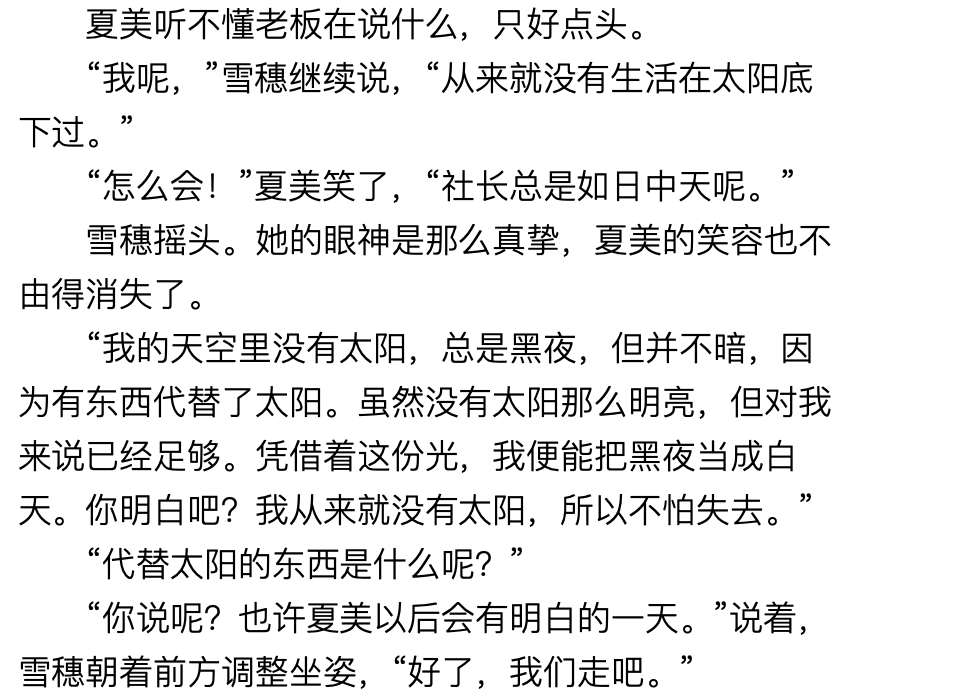 夏美听不懂老板在说什么，只好点头。
“我呢，”雪穗继续说，“从来就没有生活在太阳底
下过。”
“怎么会！”夏美笑了，“社长总是如日中天呢。”
雪穗摇头。她的眼神是那么真挚，夏美的笑容也不
由得消失了。
“我的天空里没有太阳，总是黑夜，但并不暗，因
为有东西代替了太阳。虽然没有太阳那么明亮，但对我
来说已经足够。凭借着这份光，我便能把黑夜当成白
天。你明白吧？我从来就没有太阳，所以不怕失去。”
“代替太阳的东西是什么呢？”
“你说呢？也许夏美以后会有明白的一天。”说着，
雪穗朝着前方调整坐姿，“好了，我们走吧。”